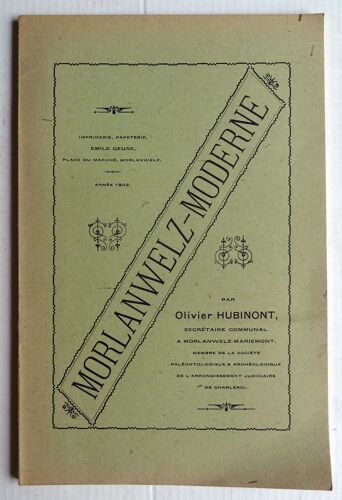 IMPRIMERIE, PAPETERIE,
EMILE GEUSE,
PLACE DU MARCHÉ, MORLANWELZ.
ANNÉE 1902.
MORLANWELZ-MODERNE
PAR
Olivier HUBINONT,
SECRÉTAIRE COMMUNAL
A MORLANWELZ-MARIEMONT.
MEMBRE DE LA SOCIÉTÉ
PALÉONTOLOGIQUE & ARCHÉOLOGIQUE
DE L'ARRONDISSEMENT JUDICIAIRE
DE CHARLEROI.